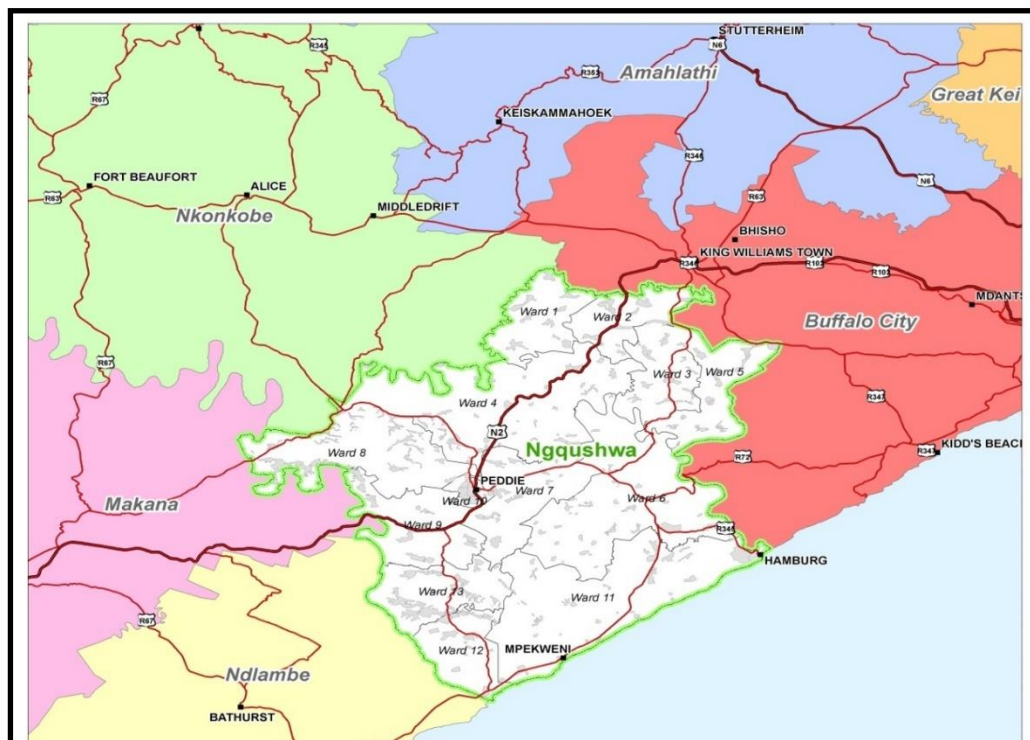 STUTTERHEIM
R345
N6
Amahlathi
R352
Great Kei
R67
KEISKAMMAHOEK
R346
N6
FORT BEAUFORT
ALICE
R63
R63
Nkonkobe
MIDDLEDRIFT
BHISHO
KING WILLIAMS TOWN
R346
R102
R102
MDANTS
Ward 1
Ward 2
Buffalo City
R67
Ward 3
Ward 5
Ward 4
R347
N2
Ngqushwa
KIDD'S BEACH
R347
Ward 8
R72
PEDDIE
Ward 7
Ward 10
Ward 6
Makana
Ward 9
R345
HAMBURG
Ward 13
Ward 11
R67
Ward 12
MPEKWENI
Ndlambe
BATHURST